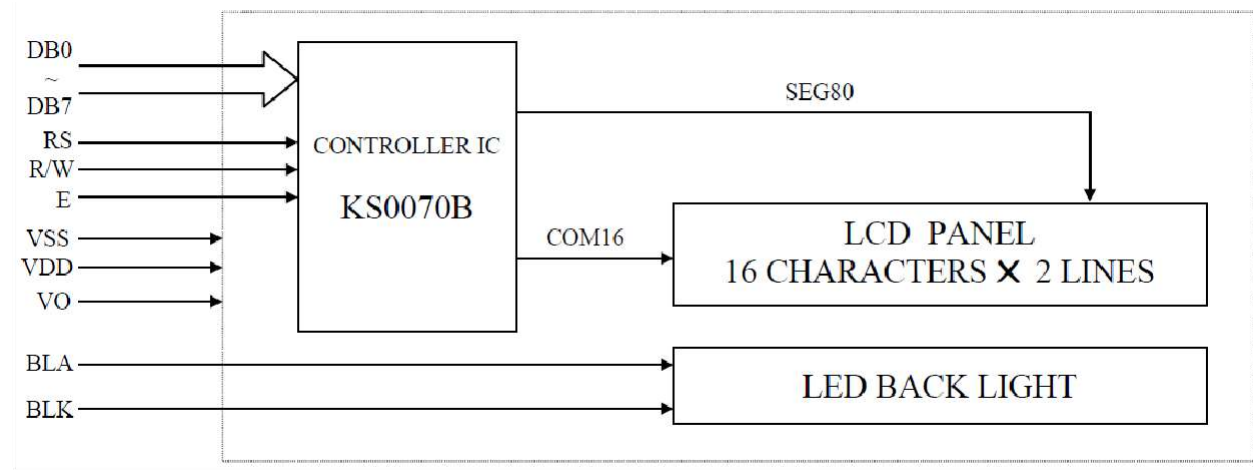 DB0
~
DB7
RS
R/W
E
VSS
VDD
VO
BLA
BLK
CONTROLLER IC
KS0070B
SEG80
COM16
LCD PANEL
16 CHARACTERS X 2 LINES
LED BACK LIGHT